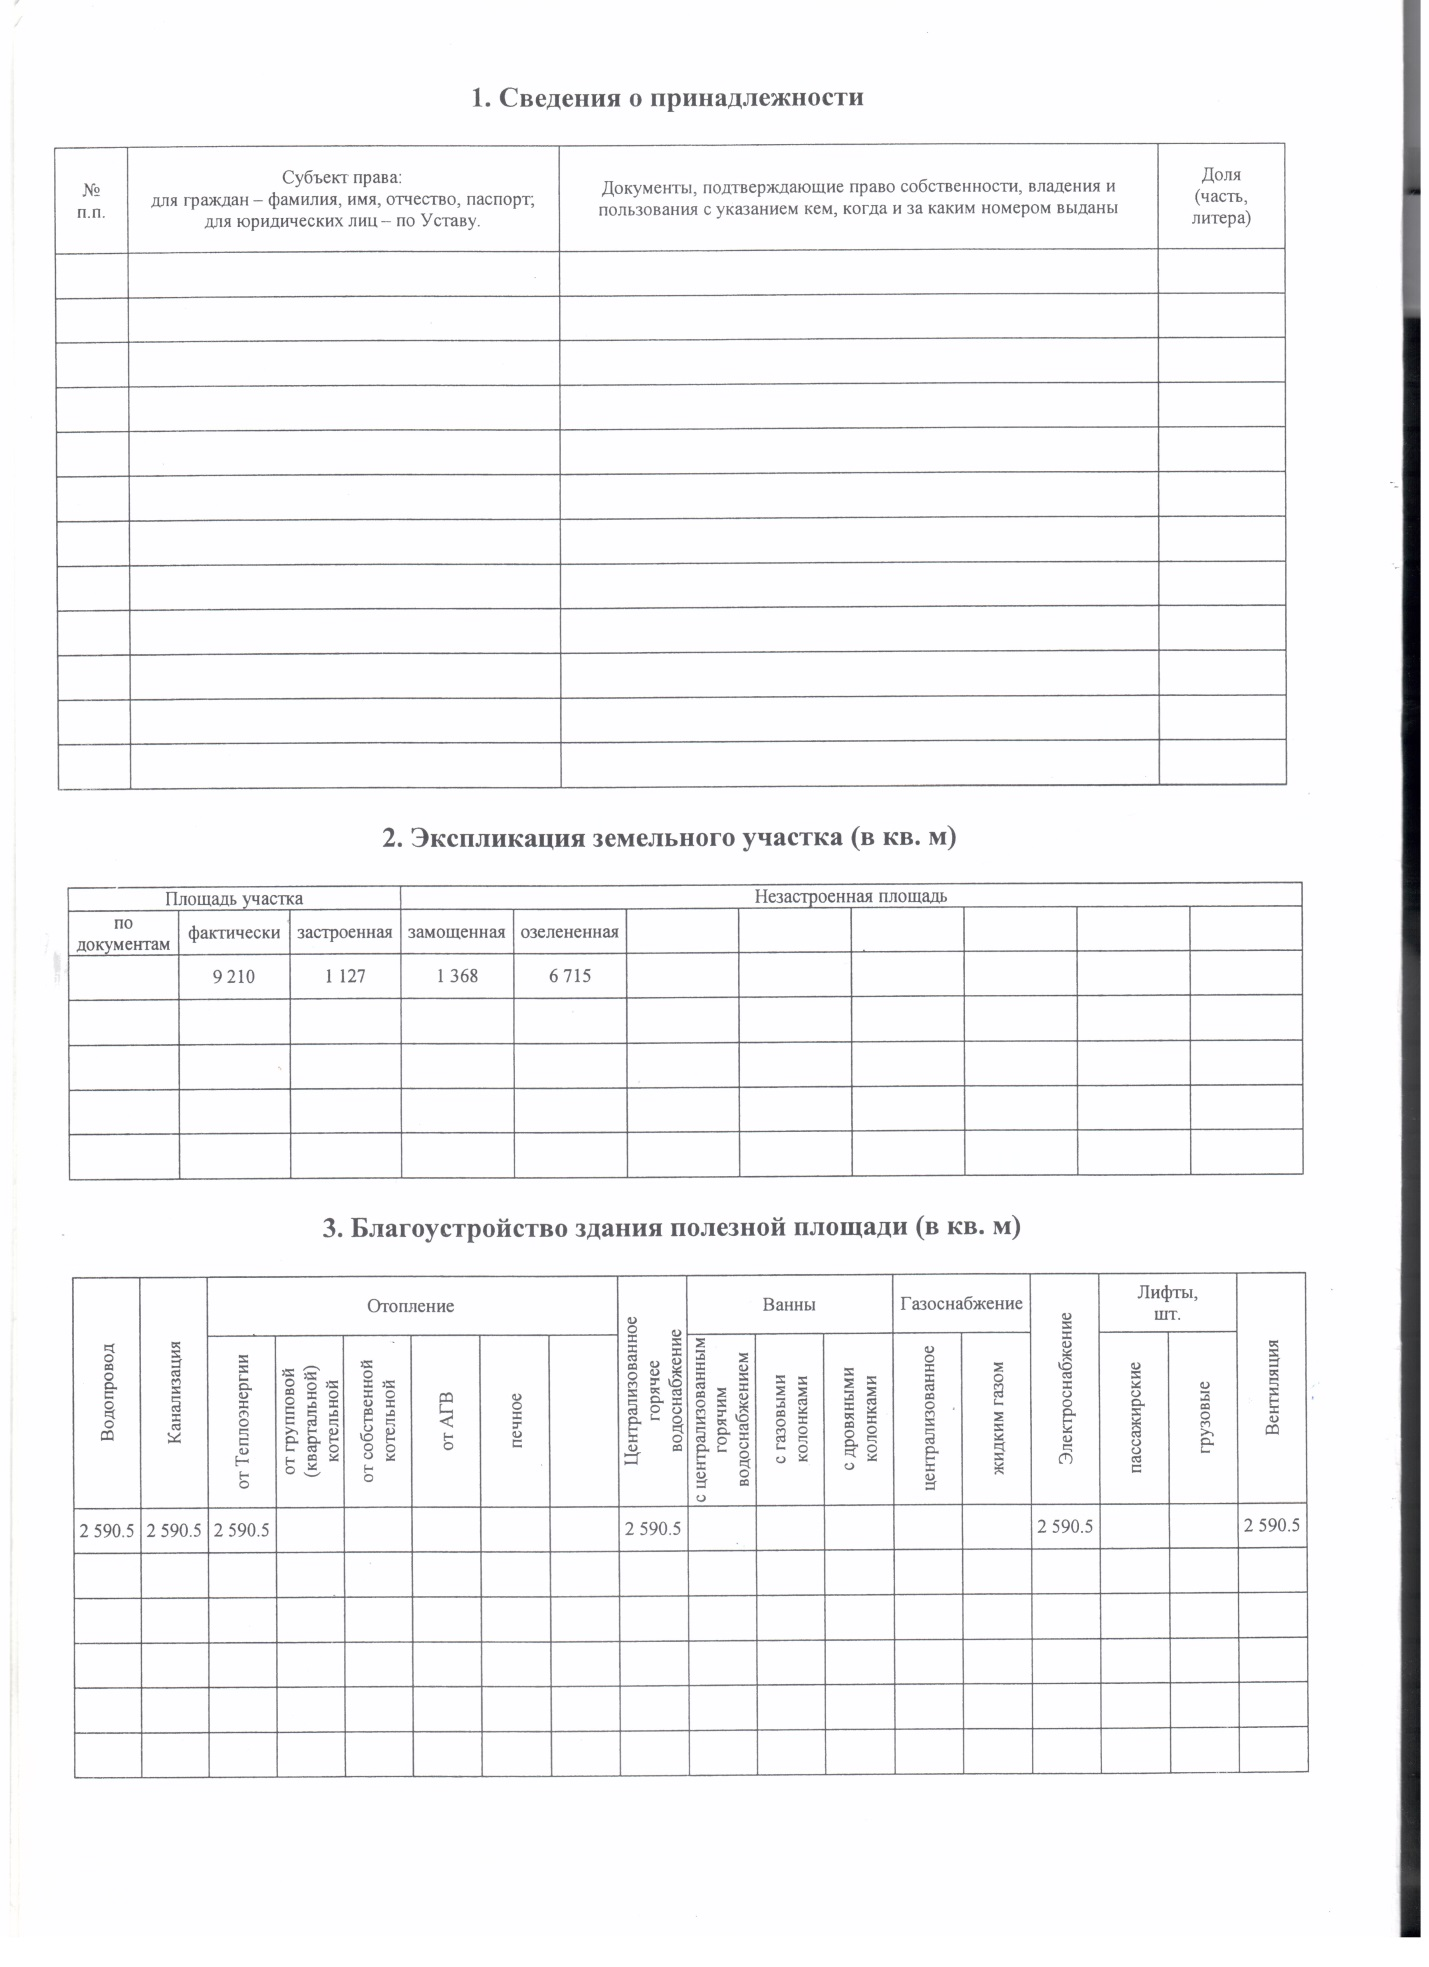 1. Сведения о принадлежности
№
п.п.
Субъект права:
для граждан – фамилия, имя, отчество, паспорт;
для юридических лиц – по Уставу.
Документы, подтверждающие право собственности, владения и
пользования с указанием кем, когда и за каким номером выданы
Доля
(часть,
литера)
2. Экспликация земельного участка (в кв. м)
Площадь участка
Незастроенная площадь
по
документам
фактически
застроенная
замощенная
озелененная
9 210
1 127
1 368
6 715
3. Благоустройство здания полезной площади (в кв. м)
Водопровод
Канализация
Отопление
от Теплоэнергии
от групповой
(квартальной)
котельной
от собственной
котельной
от АГВ
печное
Централизованное
горячее
водоснабжение
Ванны
с централизованным
горячим
водоснабжением
с газовыми
колонками
с дровяными
колонками
Газоснабжение
централизованное
жидким газом
Электроснабжение
Лифты,
шт.
пассажирские
грузовые
Вентиляция
2 590.5
2 590.5
2 590.5
2 590.5
2 590.5
2 590.5